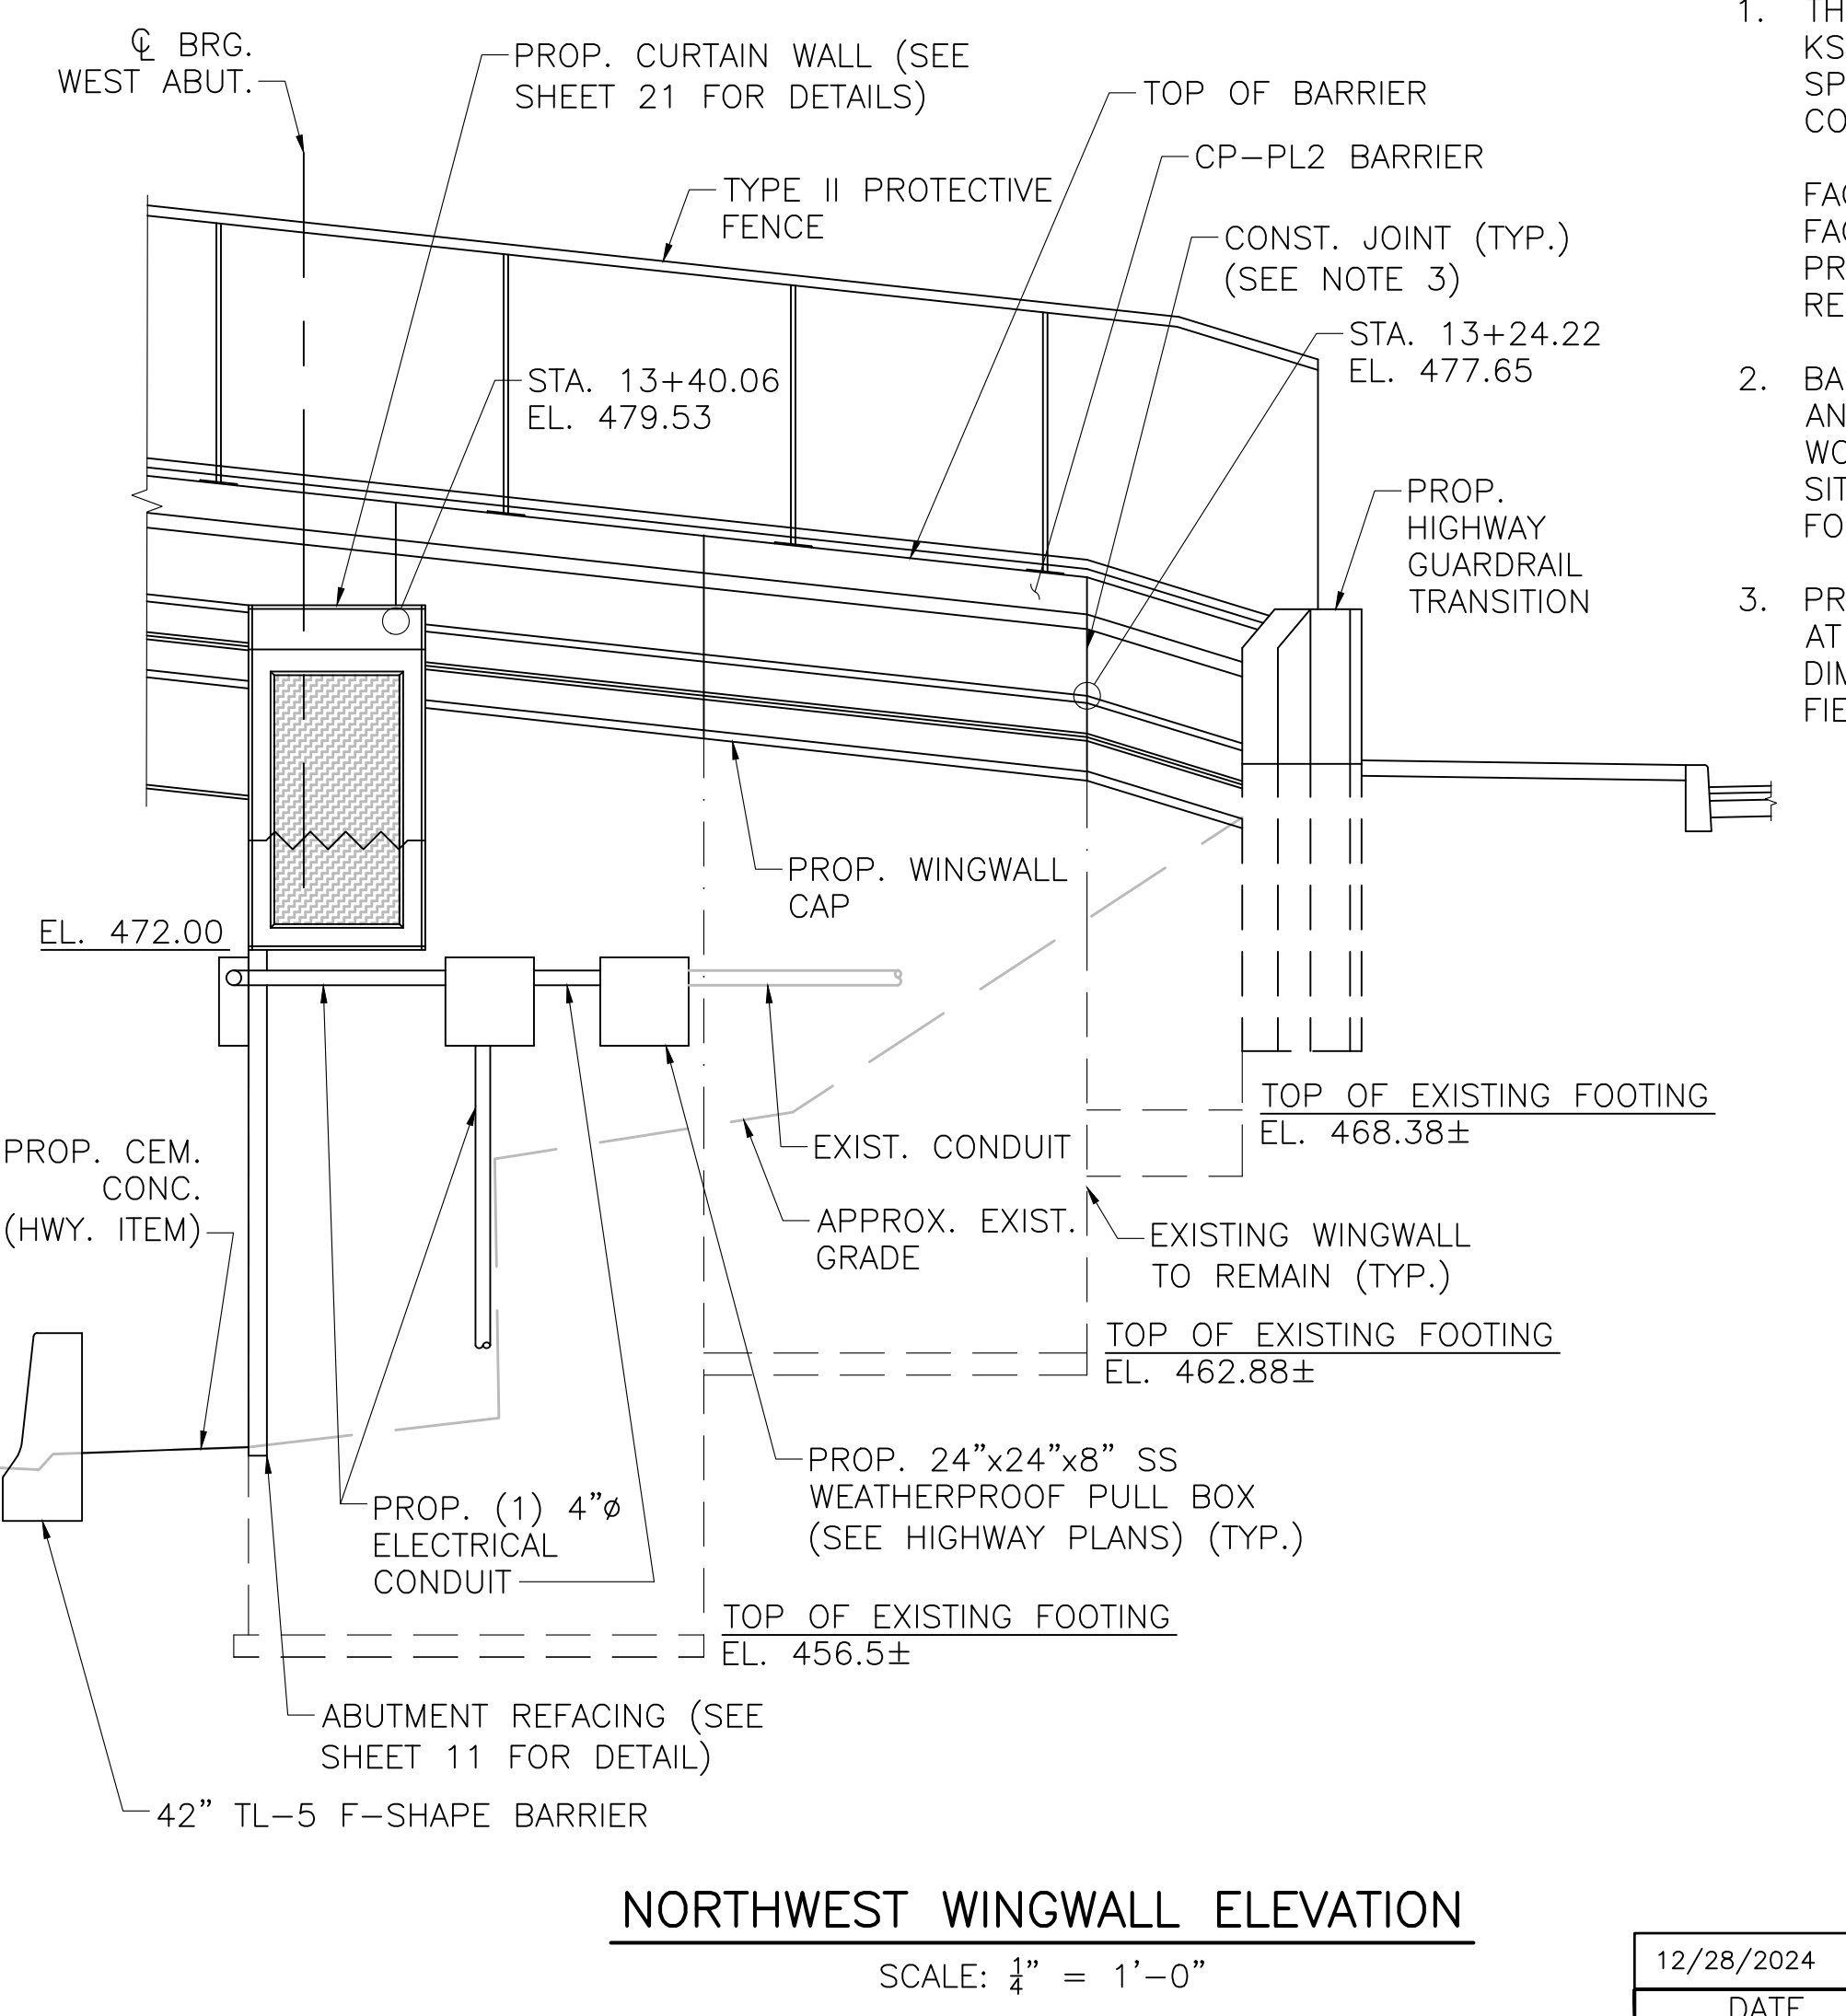 ℄ BRG.
WEST ABUT.
PROP. CURTAIN WALL (SEE
SHEET 21 FOR DETAILS)
TOP OF BARRIER
CP-PL2 BARRIER
TYPE II PROTECTIVE
FENCE
CONST. JOINT (TYP.)
(SEE NOTE 3)
STA. 13+24.22
EL. 477.65
STA. 13+40.06
EL. 479.53
PROP.
HIGHWAY
GUARDRAIL
TRANSITION
PROP. WINGWALL
CAP
EL. 472.00
TOP OF EXISTING FOOTING
EL. 468.38±
PROP. CEM.
CONC.
(HWY. ITEM)
EXIST. CONDUIT
APPROX. EXIST.
GRADE
EXISTING WINGWALL
TO REMAIN (TYP.)
TOP OF EXISTING FOOTING
EL. 462.88±
PROP. 24"x24"x8" SS
WEATHERPROOF PULL BOX
(SEE HIGHWAY PLANS) (TYP.)
PROP. (1) 4"ø
ELECTRICAL
CONDUIT
TOP OF EXISTING FOOTING
EL. 456.5±
ABUTMENT REFACING (SEE
SHEET 11 FOR DETAIL)
42" TL-5 F-SHAPE BARRIER
NORTHWEST WINGWALL ELEVATION
SCALE: ¼" = 1'-0"
1.
2.
3.
AT
12/28/2024
DATE